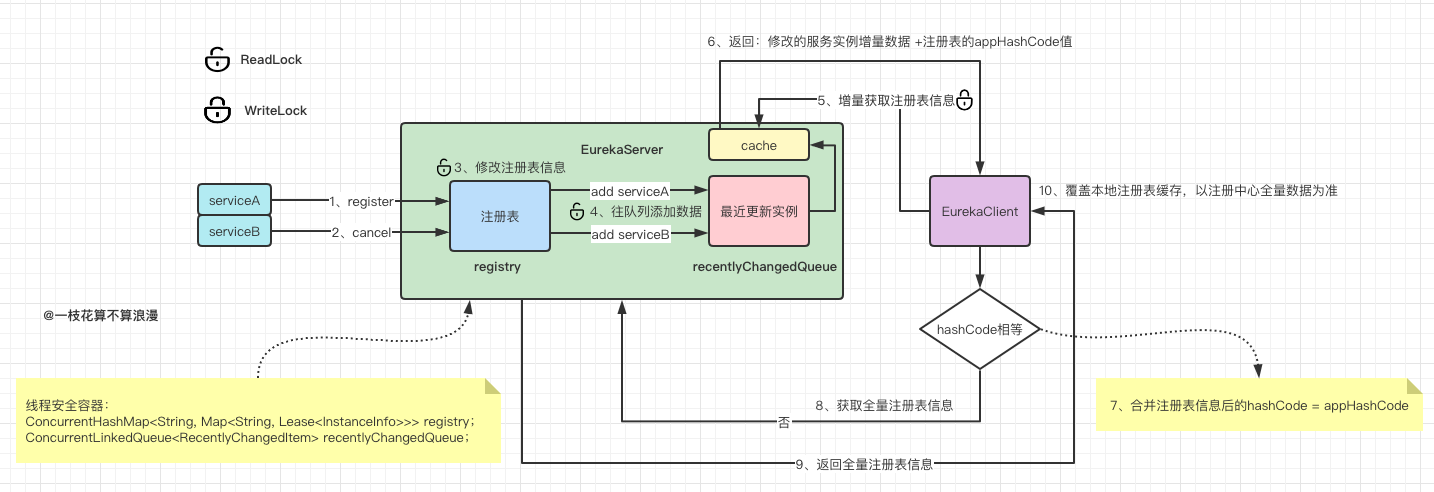 6、返回：修改的服务实例增量数据 +注册表的appHashCode值
ReadLock
WriteLock
5、增量获取注册表信息
EurekaServer
cache
3、修改注册表信息
serviceA
1、register
注册表
add serviceA
4、往队列添加数据
add serviceB
最近更新实例
EurekaClient
10、覆盖本地注册表缓存，以注册中心全量数据为准
serviceB
2、cancel
registry
recentlyChangedQueue
@一枝花算不算浪漫
hashCode相等
线程安全容器：
ConcurrentHashMap<String, Map<String, Lease<InstanceInfo>>> registry;
ConcurrentLinkedQueue<RecentlyChangedItem> recentlyChangedQueue;
8、获取全量注册表信息
否
7、合并注册表信息后的hashCode = appHashCode
9、返回全量注册表信息